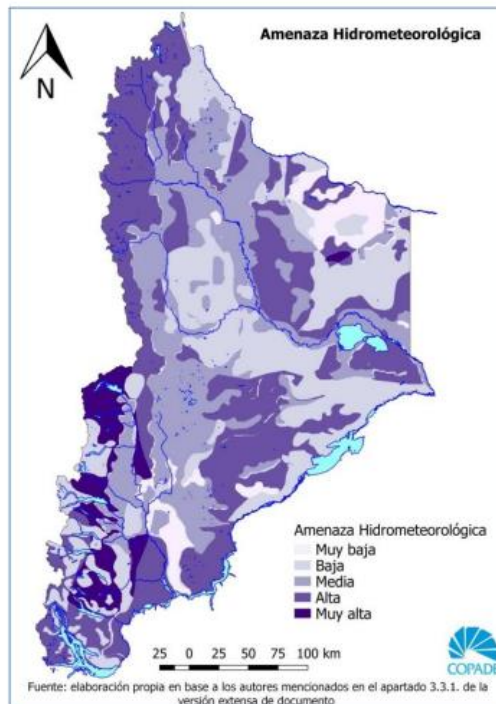 Amenaza Hidrometeorológica
N
Amenaza Hidrometeorológica
Muy baja
Baja
Media
Alta
Muy alta
25 0 25 50 75 100 km
COPADE
Fuente: elaboración propia en base a los autores mencionados en el apartado 3.3.1. de la
versión extensa de documento